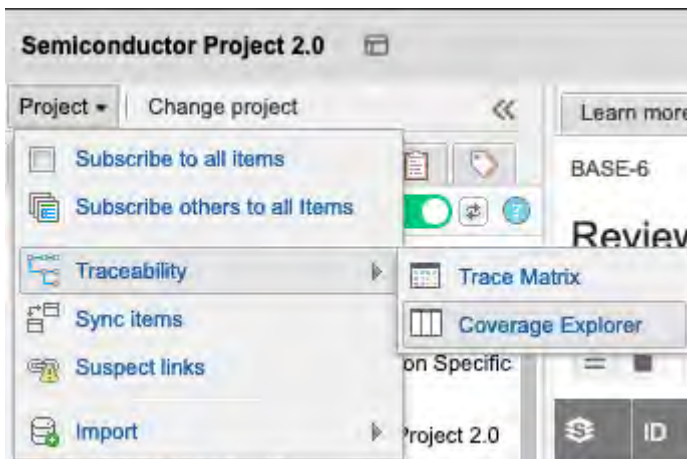 Semiconductor Project 2.0
Project
Change project
Learn more
Subscribe to all items
BASE-6
Subscribe others to all Items
Review
Traceability
Trace Matrix
Sync items
Coverage Explorer
Suspect links
on Specific
Import
Project 2.0
S
ID